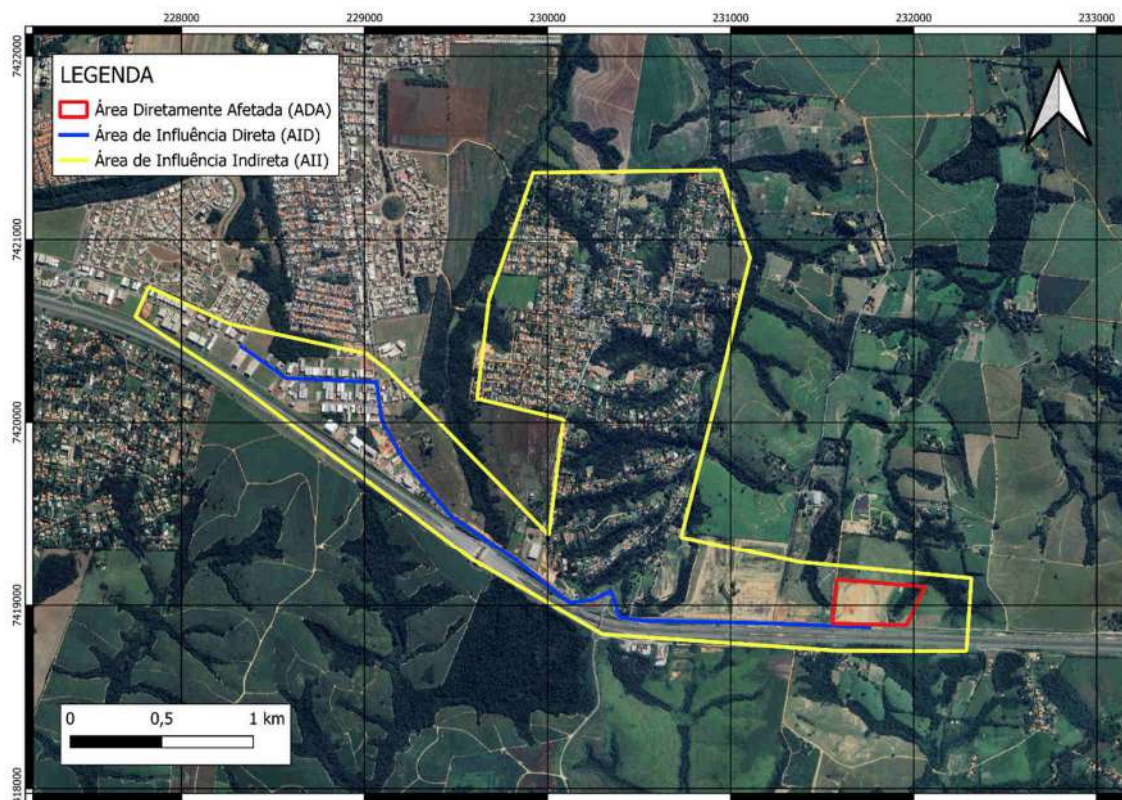 228000 229000 230000 231000 232000 233000
7422000
LEGENDA
Área Diretamente Afetada (ADA)
Área de Influência Direta (AID)
Área de Influência Indireta (AII)
7421000
7420000
7419000
0 0,5 1 km